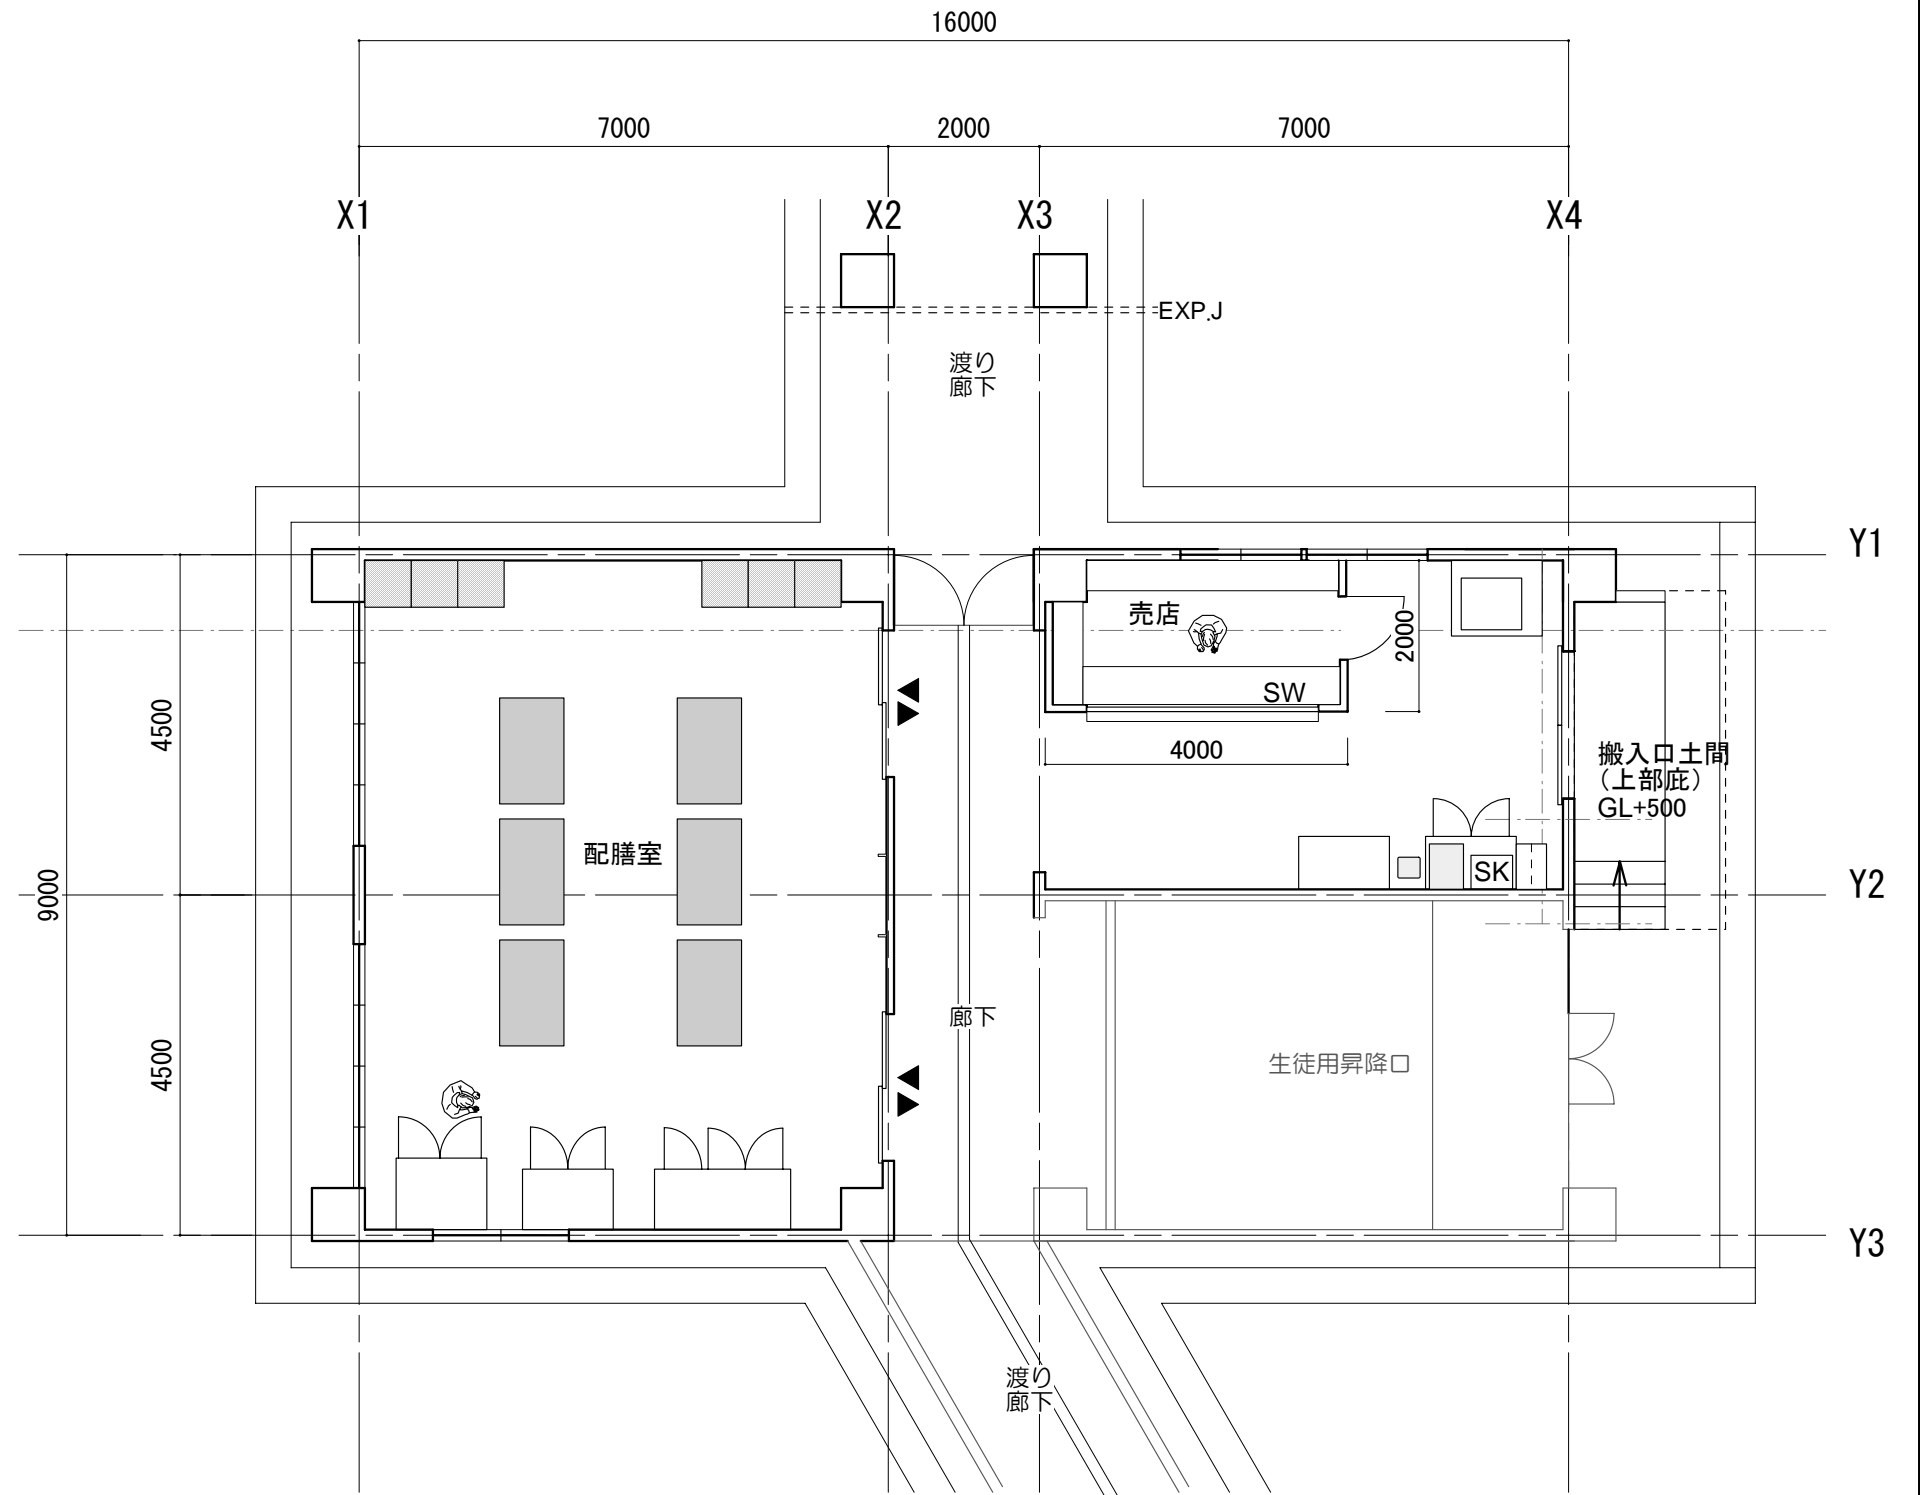 16000
7000
2000
7000
X1
X2
X3
X4
EXP.J
渡り
廊下
Y1
売店
2000
SW
4500
4000
搬入口土間
(上部庇)
GL+500
配膳室
SK
9000
Y2
廊下
4500
生徒用昇降口
Y3
渡り
廊下